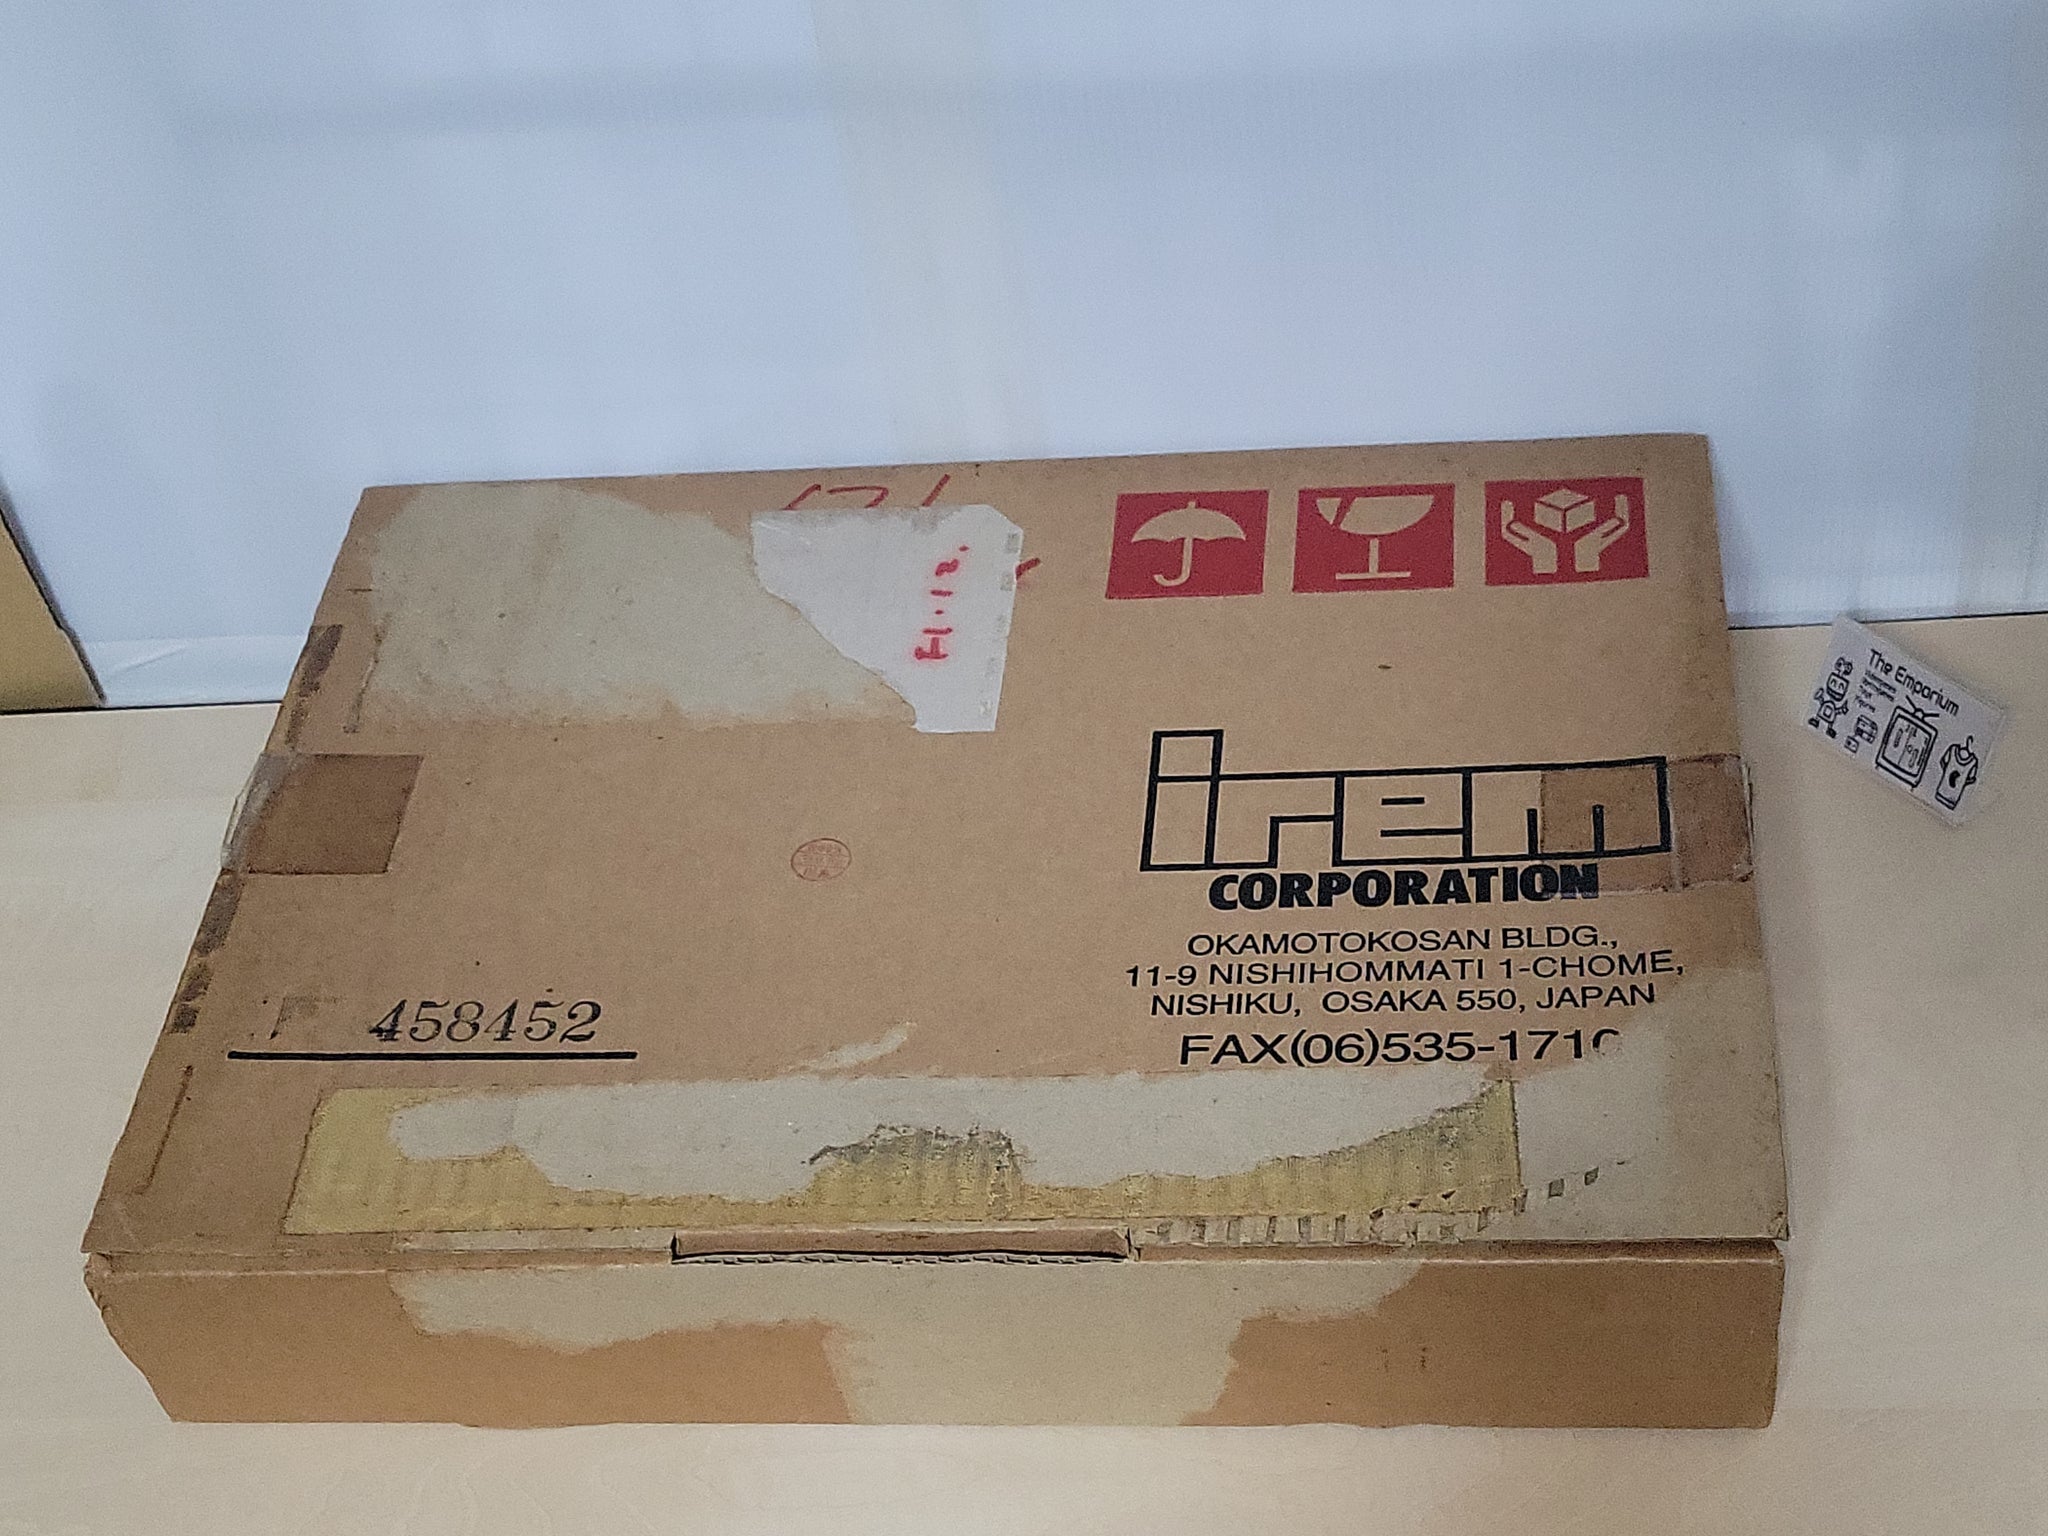 H.12.
irem
CORPORATION
OKAMOTOKOSAN BLDG.,
11-9 NISHIHOMMATI 1-CHOME,
NISHIKU, OSAKA 550, JAPAN
FAX(06)535-171
458452
The Emporium